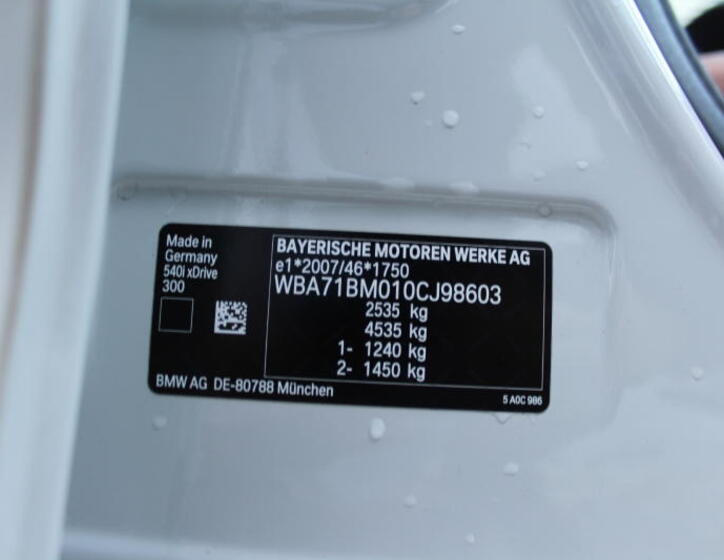 Made in
Germany
540i xDrive
300
BAYERISCHE MOTOREN WERKE AG
e1*2007/46*1750
WBA71BM010CJ98603
2535 kg
4535 kg
1- 1240 kg
2- 1450 kg
BMW AG DE-80788 München
5 A0C 986